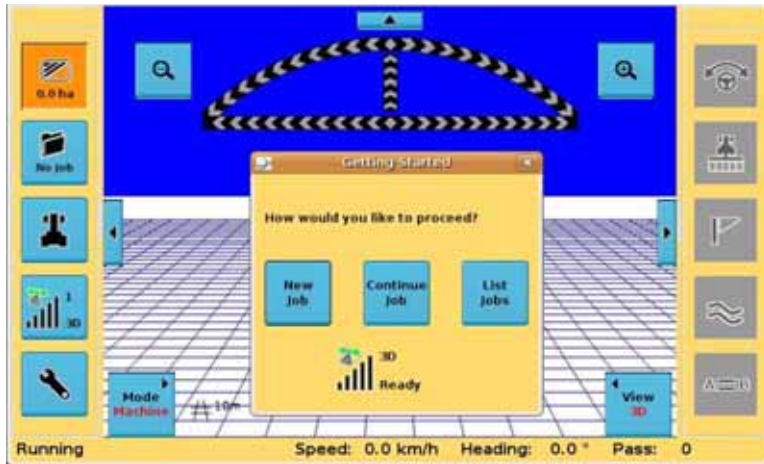 0.0 ha
No Job
1
3D
Getting Started
How would you like to proceed?
New
Job
Continue
Job
List
Jobs
3D
Ready
Mode
Machine
10m
View
3D
A B
Running
Speed: 0.0 km/h Heading: 0.0 ° Pass: 0